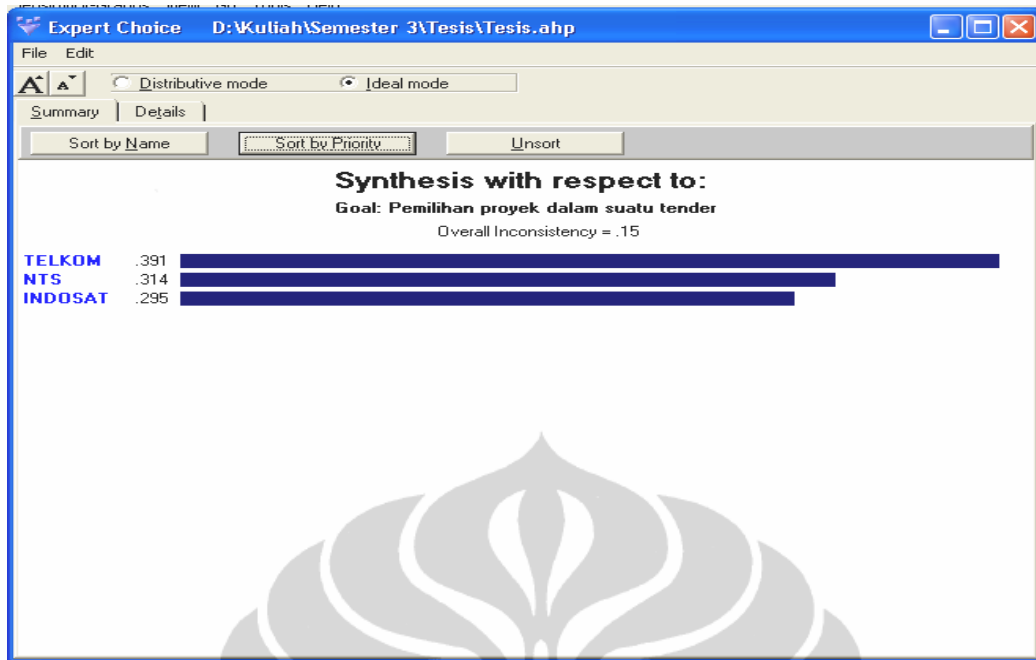 Expert Choice D:\Kuliah\Semester 3\Tesis\Tesis.ahp
File Edit
A A Distributive mode Ideal mode
Summary Details
Sort by Name Sort by Priority Unsort
Synthesis with respect to:
Goal: Pemilihan proyek dalam suatu tender
Overall Inconsistency = .15
TELKOM .391
NTS .314
INDOSAT .295